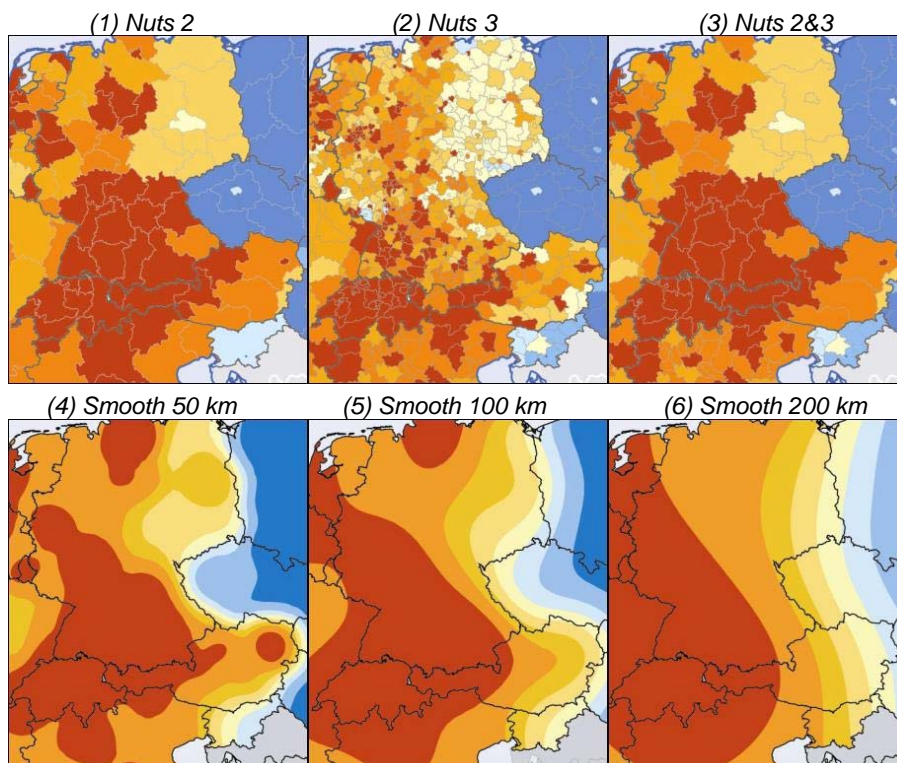 (1) Nuts 2
(2) Nuts 3
(3) Nuts 2&3
(4) Smooth 50 km
(5) Smooth 100 km
(6) Smooth 200 km